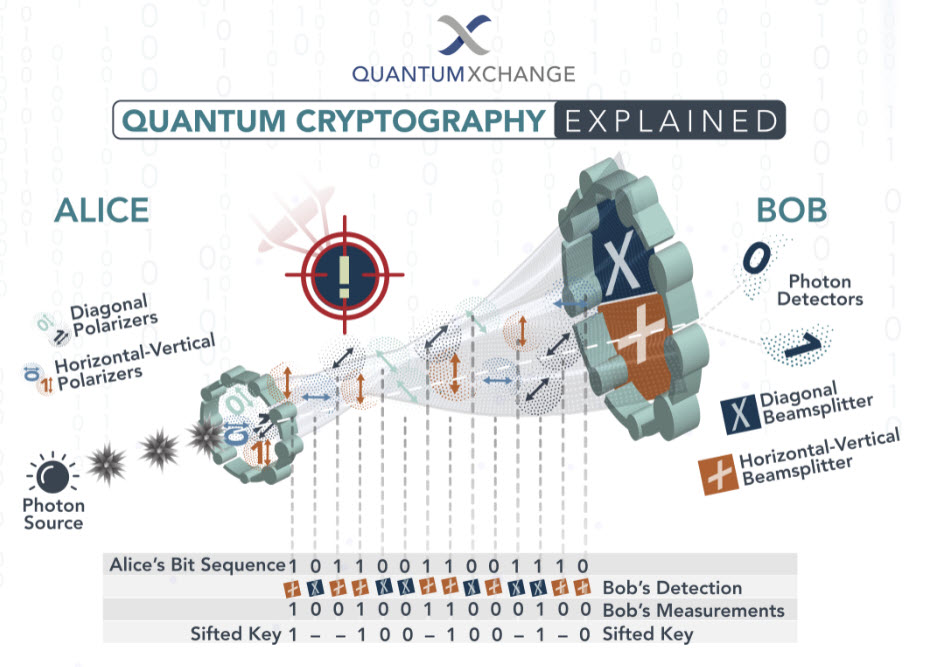 QUANTUMXCHANGE
QUANTUM CRYPTOGRAPHY EXPLAINED
ALICE
BOB
!
X
+
0
1
Photon
Detectors
Diagonal
Polarizers
Horizontal-Vertical
Polarizers
X Diagonal
Beamsplitter
+ Horizontal-Vertical
Beamsplitter
Photon
Source
Alice's Bit Sequence 1 0 1 1 0 0 1 1 0 0 1 1 1 0
+ X + + X X + + X + X X + + Bob's Detection
1 0 0 1 0 0 1 1 0 0 0 1 0 0 Bob's Measurements
Sifted Key 1 – – 1 0 0 – 1 0 0 – 1 – 0 Sifted Key